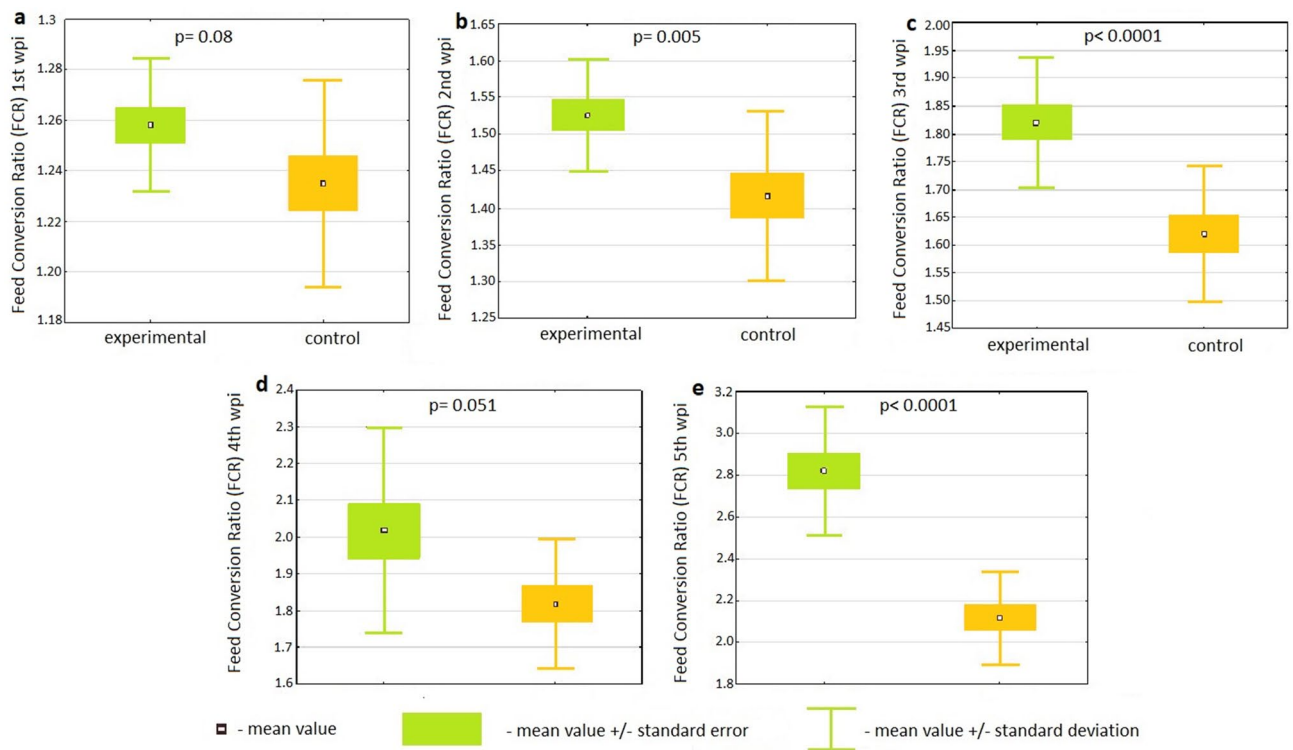 a
p= 0.08
Feed Conversion Ratio (FCR) 1st wpi
1.3
1.28
1.26
1.24
1.22
1.20
1.18
experimental control
b
p= 0.005
Feed Conversion Ratio (FCR) 2nd wpi
1.65
1.60
1.55
1.50
1.45
1.40
1.35
1.30
1.25
experimental control
c
p< 0.0001
Feed Conversion Ratio (FCR) 3rd wpi
2.00
1.95
1.90
1.85
1.80
1.75
1.70
1.65
1.60
1.55
1.50
1.45
experimental control
d
p= 0.051
Feed Conversion Ratio (FCR) 4th wpi
2.4
2.3
2.2
2.1
2.0
1.9
1.8
1.7
1.6
e
p< 0.0001
Feed Conversion Ratio (FCR) 5th wpi
3.2
3.0
2.8
2.6
2.4
2.2
2.0
1.8
- mean value
- mean value +/- standard error
- mean value +/- standard deviation